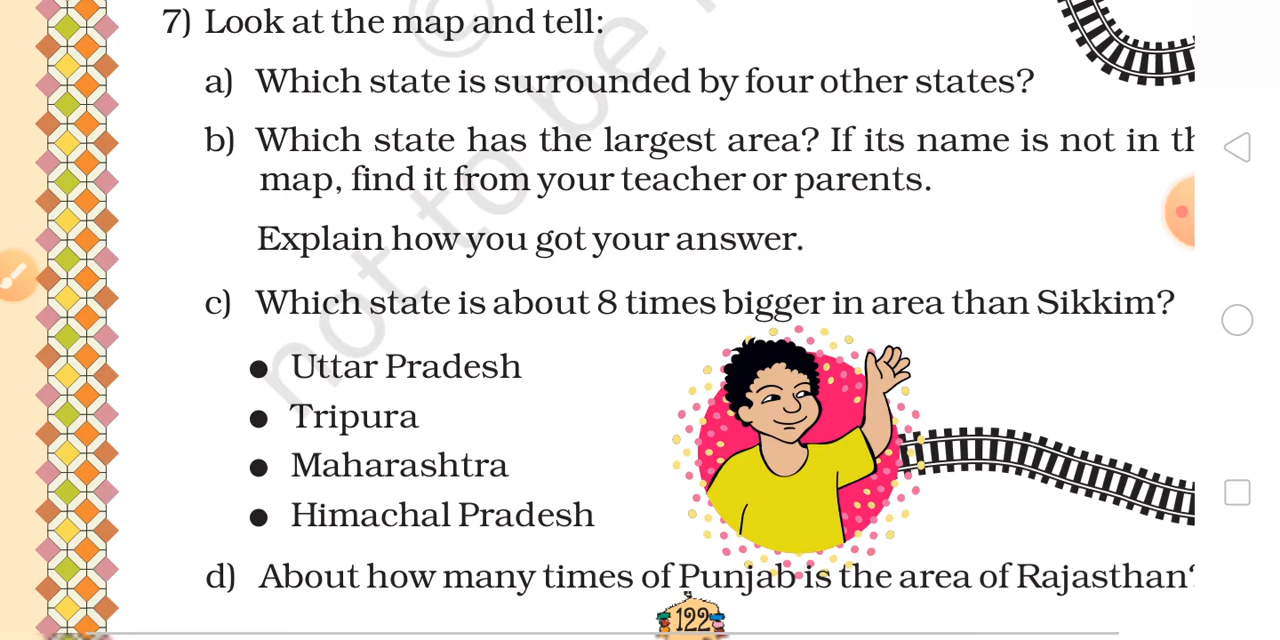 7) Look at the map and tell:
a) Which state is surrounded by four other states?
b) Which state has the largest area? If its name is not in th
map, find it from your teacher or parents.
Explain how you got your answer.
c) Which state is about 8 times bigger in area than Sikkim?
● Uttar Pradesh
● Tripura
● Maharashtra
● Himachal Pradesh
d) About how many times of Punjab is the area of Rajasthan?
122
not to be